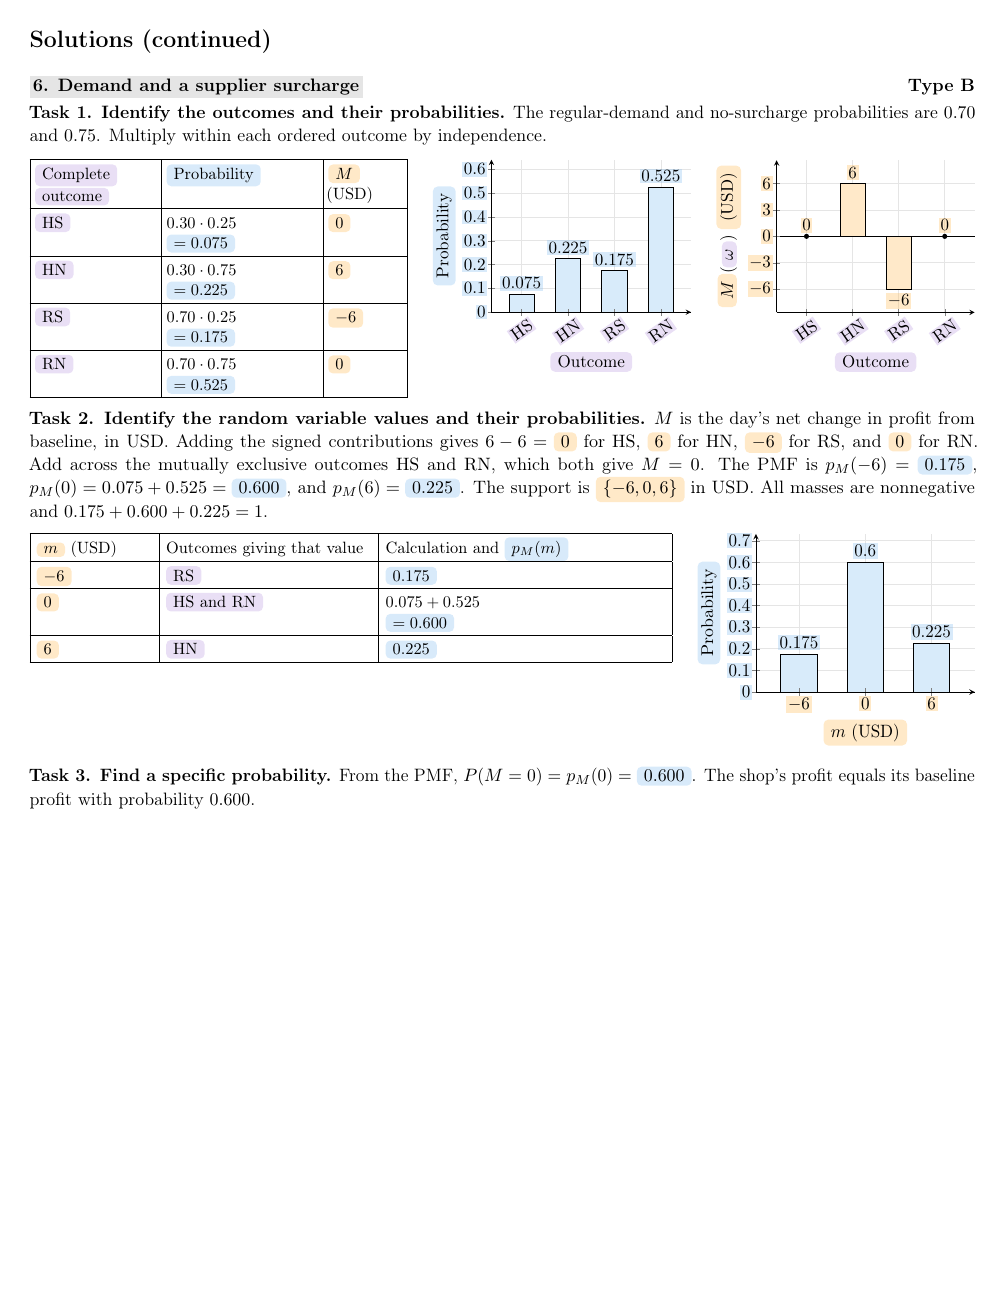 Solutions (continued)
6. Demand and a supplier surcharge Type B
Task 1. Identify the outcomes and their probabilities. The regular-demand and no-surcharge probabilities are 0.70
and 0.75. Multiply within each ordered outcome by independence.
Complete outcome Probability M (USD)
HS 0.30 · 0.25 = 0.075 0
HN 0.30 · 0.75 = 0.225 6
RS 0.70 · 0.25 = 0.175 −6
RN 0.70 · 0.75 = 0.525 0
Probability
0.6
0.5
0.4
0.3
0.2
0.1
0
0.075 0.225 0.175 0.525
HS HN RS RN
Outcome
M(ω) (USD)
6
3
0
−3
−6
0 6 −6 0
HS HN RS RN
Outcome
Task 2. Identify the random variable values and their probabilities. M is the day's net change in profit from
baseline, in USD. Adding the signed contributions gives 6 − 6 = 0 for HS, 6 for HN, −6 for RS, and 0 for RN.
Add across the mutually exclusive outcomes HS and RN, which both give M = 0. The PMF is p_M(−6) = 0.175,
p_M(0) = 0.075 + 0.525 = 0.600, and p_M(6) = 0.225. The support is {−6, 0, 6} in USD. All masses are nonnegative
and 0.175 + 0.600 + 0.225 = 1.
m (USD) Outcomes giving that value Calculation and p_M(m)
−6 RS 0.175
0 HS and RN 0.075 + 0.525 = 0.600
6 HN 0.225
Probability
0.7
0.6
0.5
0.4
0.3
0.2
0.1
0
0.175 0.6 0.225
−6 0 6
m (USD)
Task 3. Find a specific probability. From the PMF, P(M = 0) = p_M(0) = 0.600. The shop's profit equals its baseline
profit with probability 0.600.